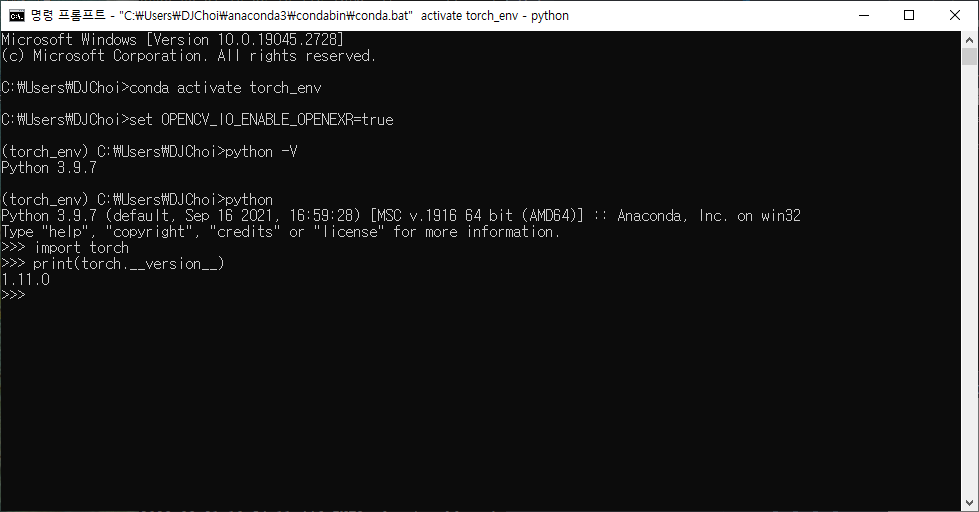 명령 프롬프트 - "C:₩Users₩DJChoi₩anaconda3₩condabin₩conda.bat" activate torch_env - python
Microsoft Windows [Version 10.0.19045.2728]
(c) Microsoft Corporation. All rights reserved.
C:₩Users₩DJChoi>conda activate torch_env
C:₩Users₩DJChoi>set OPENCV_IO_ENABLE_OPENEXR=true
(torch_env) C:₩Users₩DJChoi>python -V
Python 3.9.7
(torch_env) C:₩Users₩DJChoi>python
Python 3.9.7 (default, Sep 16 2021, 16:59:28) [MSC v.1916 64 bit (AMD64)] :: Anaconda, Inc. on win32
Type "help", "copyright", "credits" or "license" for more information.
>>> import torch
>>> print(torch.__version__)
1.11.0
>>>